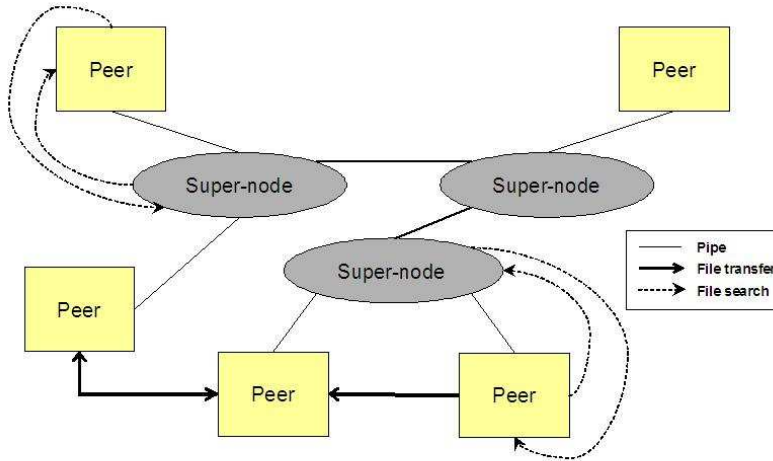 Peer
Peer
Super-node
Super-node
Super-node
Pipe
File transfer
File search
Peer
Peer
Peer